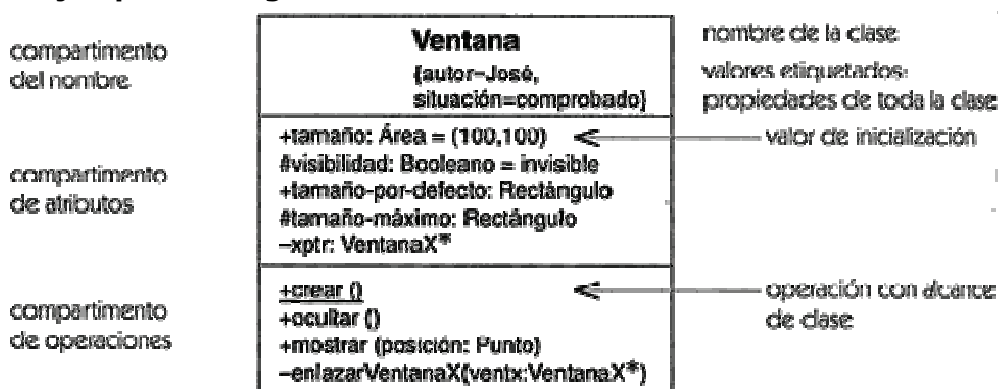 compartimento
del nombre
Ventana
{autor=José,
situación=comprobado}
nombre de la clase
valores etiquetados:
propiedades de toda la clase
compartimento
de atributos
+tamaño: Área = (100,100)
#visibilidad: Booleano = invisible
+tamaño-por-defecto: Rectángulo
#tamaño-máximo: Rectángulo
–xptr: VentanaX*
valor de inicialización
compartimento
de operaciones
+crear ()
+ocultar ()
+mostrar (posición: Punto)
–enlazarVentanaX(ventx:VentanaX*)
operación con alcance
de clase